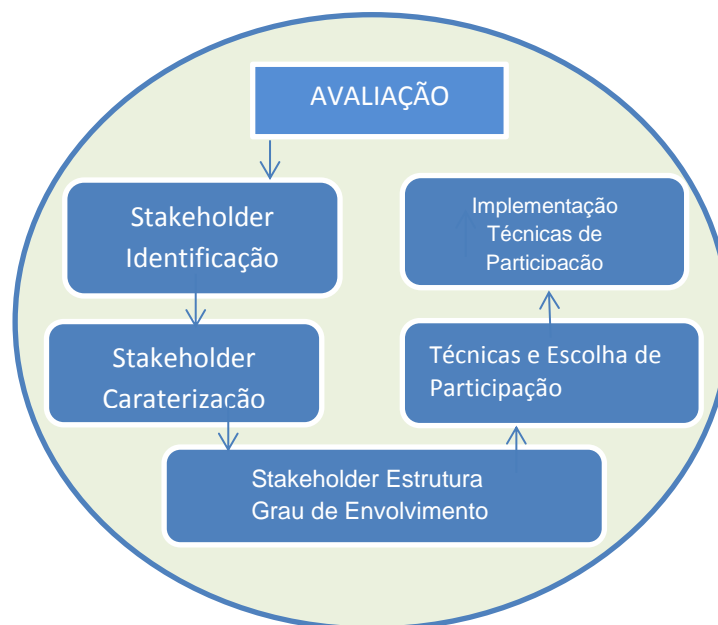 AVALIAÇÃO
Stakeholder
Identificação
Stakeholder
Caraterização
Stakeholder Estrutura
Grau de Envolvimento
Técnicas e Escolha de
Participação
Implementação
Técnicas de
Participação